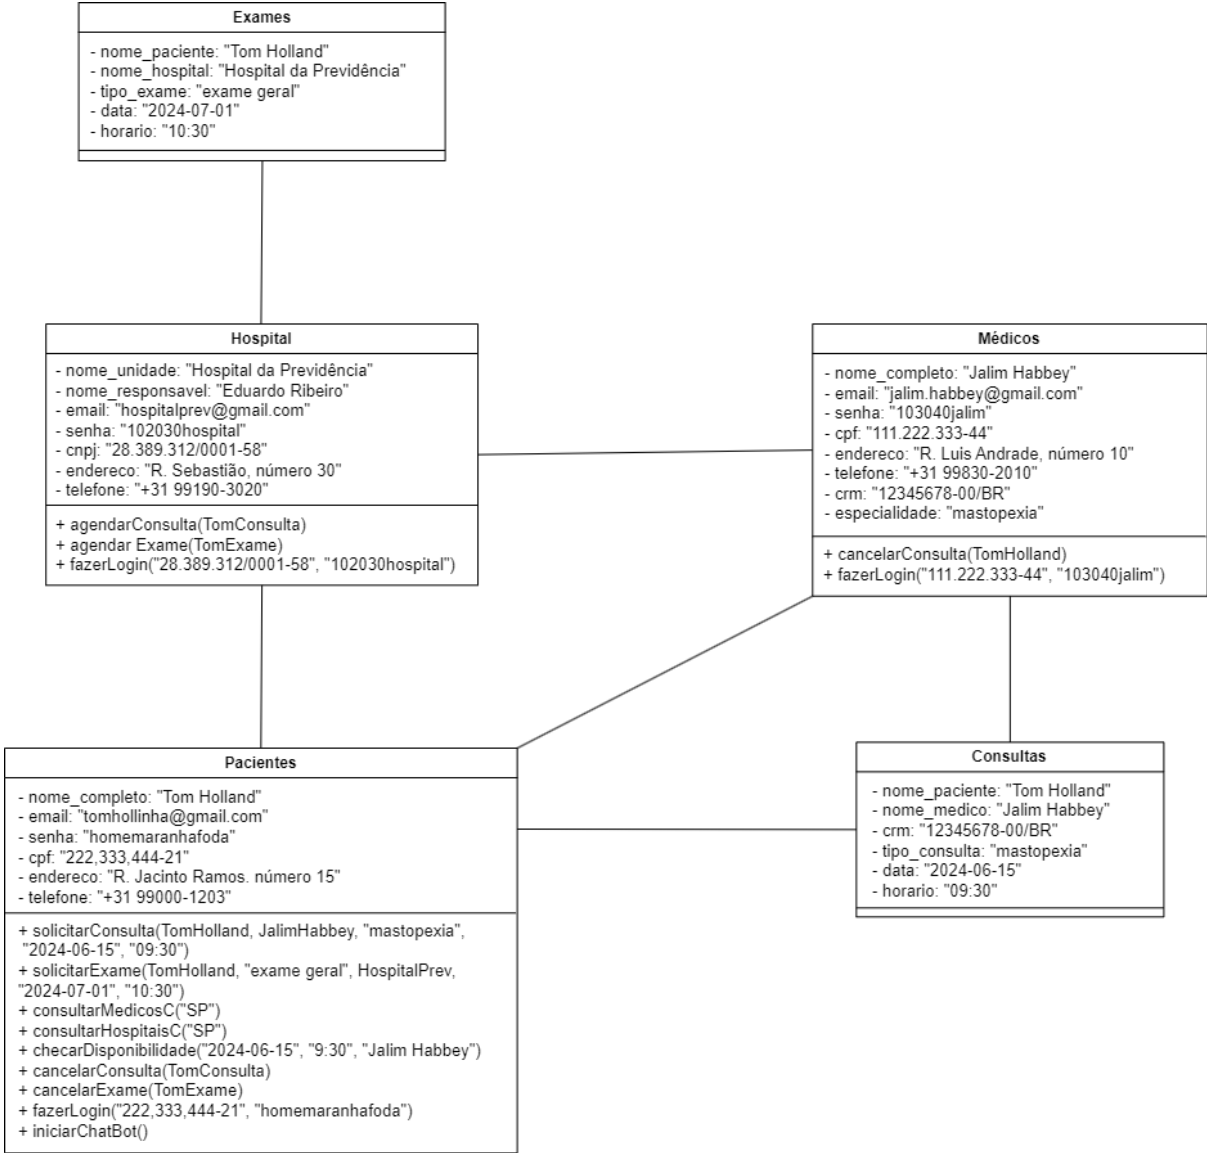 Exames
- nome_paciente: "Tom Holland"
- nome_hospital: "Hospital da Previdência"
- tipo_exame: "exame geral"
- data: "2024-07-01"
- horario: "10:30"
Hospital
- nome_unidade: "Hospital da Previdência"
- nome_responsavel: "Eduardo Ribeiro"
- email: "hospitalprev@gmail.com"
- senha: "102030hospital"
- cnpj: "28.389.312/0001-58"
- endereco: "R. Sebastião, número 30"
- telefone: "+31 99190-3020"
+ agendarConsulta(TomConsulta)
+ agendar Exame(TomExame)
+ fazerLogin("28.389.312/0001-58", "102030hospital")
Médicos
- nome_completo: "Jalim Habbey"
- email: "jalim.habbey@gmail.com"
- senha: "103040jalim"
- cpf: "111.222.333-44"
- endereco: "R. Luis Andrade, número 10"
- telefone: "+31 99830-2010"
- crm: "12345678-00/BR"
- especialidade: "mastopexia"
+ cancelarConsulta(TomHolland)
+ fazerLogin("111.222.333-44", "103040jalim")
Pacientes
- nome_completo: "Tom Holland"
- email: "tomhollinha@gmail.com"
- senha: "homemaranhafoda"
- cpf: "222,333,444-21"
- endereco: "R. Jacinto Ramos. número 15"
- telefone: "+31 99000-1203"
+ solicitarConsulta(TomHolland, JalimHabbey, "mastopexia",
"2024-06-15", "09:30")
+ solicitarExame(TomHolland, "exame geral", HospitalPrev,
"2024-07-01", "10:30")
+ consultarMedicosC("SP")
+ consultarHospitaisC("SP")
+ checarDisponibilidade("2024-06-15", "9:30", "Jalim Habbey")
+ cancelarConsulta(TomConsulta)
+ cancelarExame(TomExame)
+ fazerLogin("222,333,444-21", "homemaranhafoda")
+ iniciarChatBot()
Consultas
- nome_paciente: "Tom Holland"
- nome_medico: "Jalim Habbey"
- crm: "12345678-00/BR"
- tipo_consulta: "mastopexia"
- data: "2024-06-15"
- horario: "09:30"